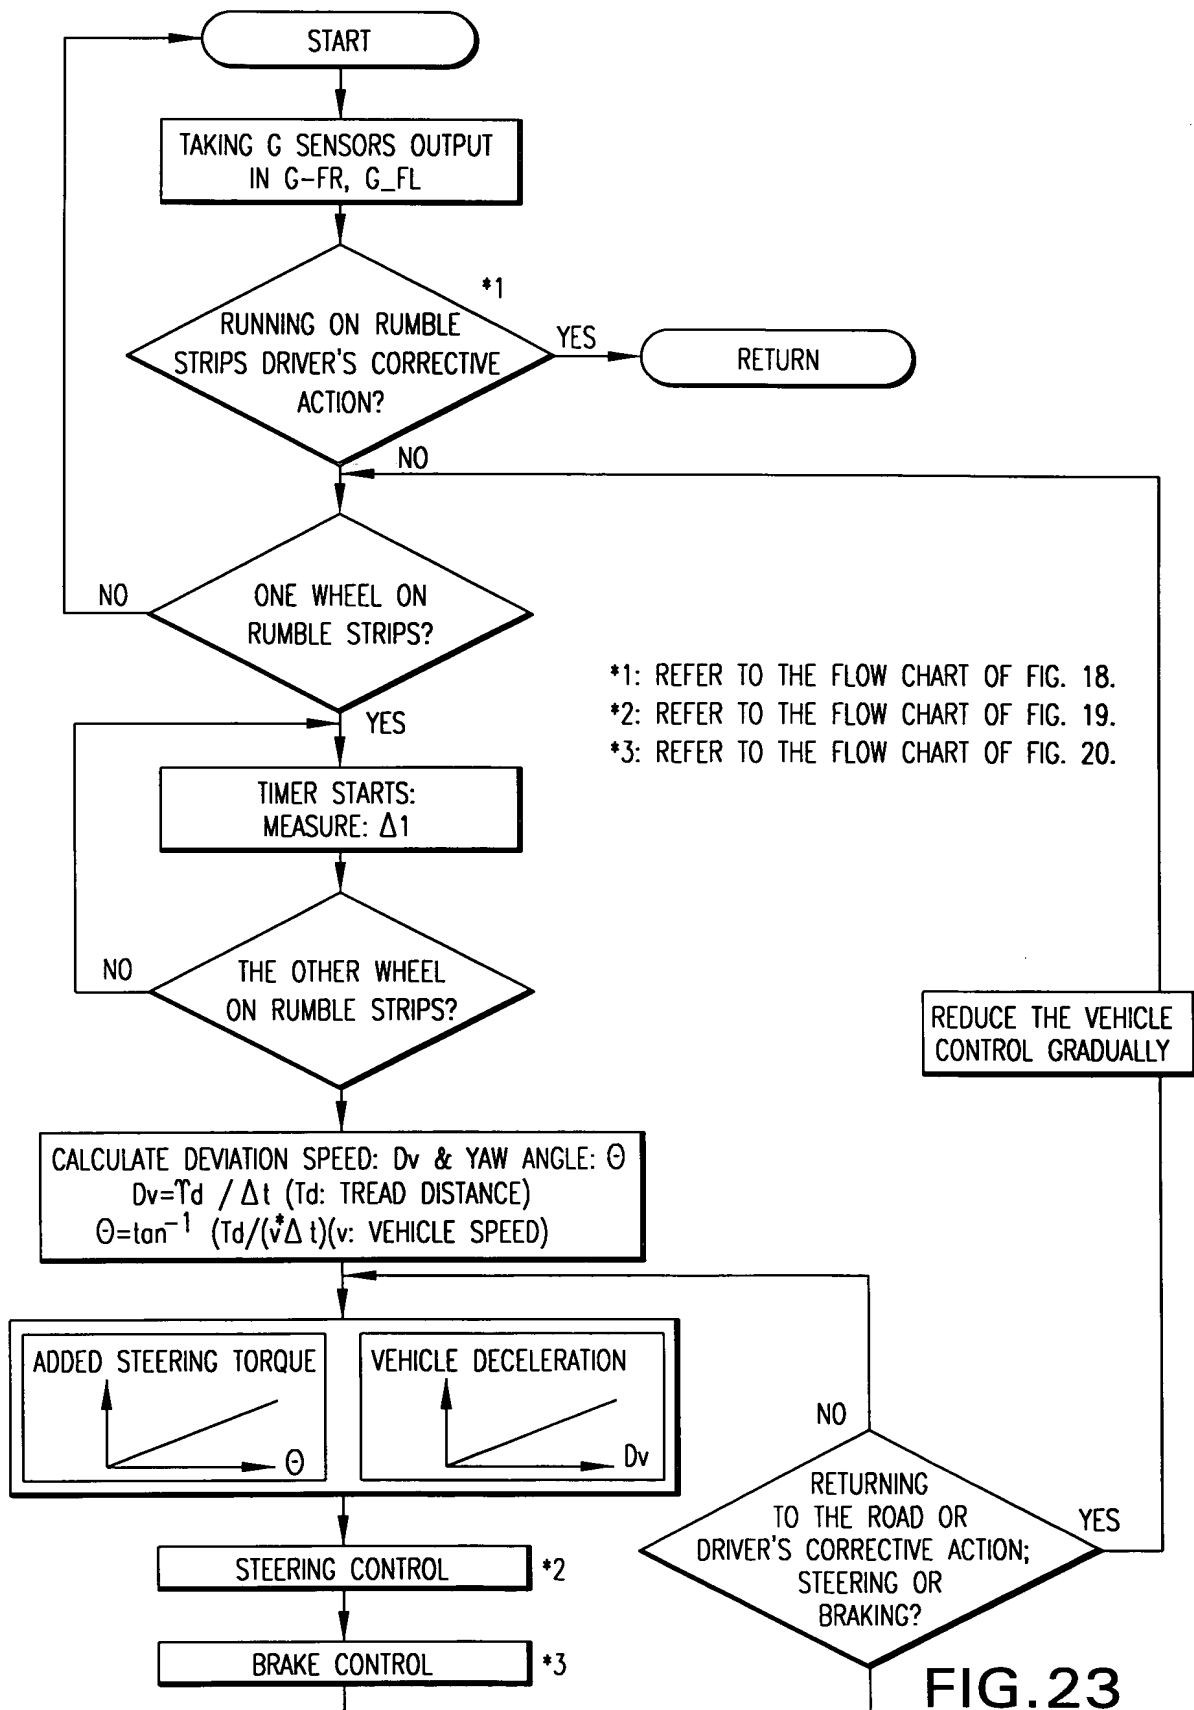 START
TAKING G SENSORS OUTPUT
IN G-FR, G_FL
*1
RUNNING ON RUMBLE
STRIPS DRIVER'S CORRECTIVE
ACTION?
YES
RETURN
NO
NO
ONE WHEEL ON
RUMBLE STRIPS?
*1: REFER TO THE FLOW CHART OF FIG. 18.
*2: REFER TO THE FLOW CHART OF FIG. 19.
*3: REFER TO THE FLOW CHART OF FIG. 20.
YES
TIMER STARTS:
MEASURE: Δ1
NO
THE OTHER WHEEL
ON RUMBLE STRIPS?
REDUCE THE VEHICLE
CONTROL GRADUALLY
CALCULATE DEVIATION SPEED: Dv & YAW ANGLE: Θ
Dv=ϒd / Δt (Td: TREAD DISTANCE)
Θ=tan⁻¹ (Td/(v*Δt)(v: VEHICLE SPEED)
ADDED STEERING TORQUE
Θ
VEHICLE DECELERATION
Dv
NO
RETURNING
TO THE ROAD OR
DRIVER'S CORRECTIVE ACTION;
STEERING OR
BRAKING?
YES
STEERING CONTROL
*2
BRAKE CONTROL
*3
FIG.23